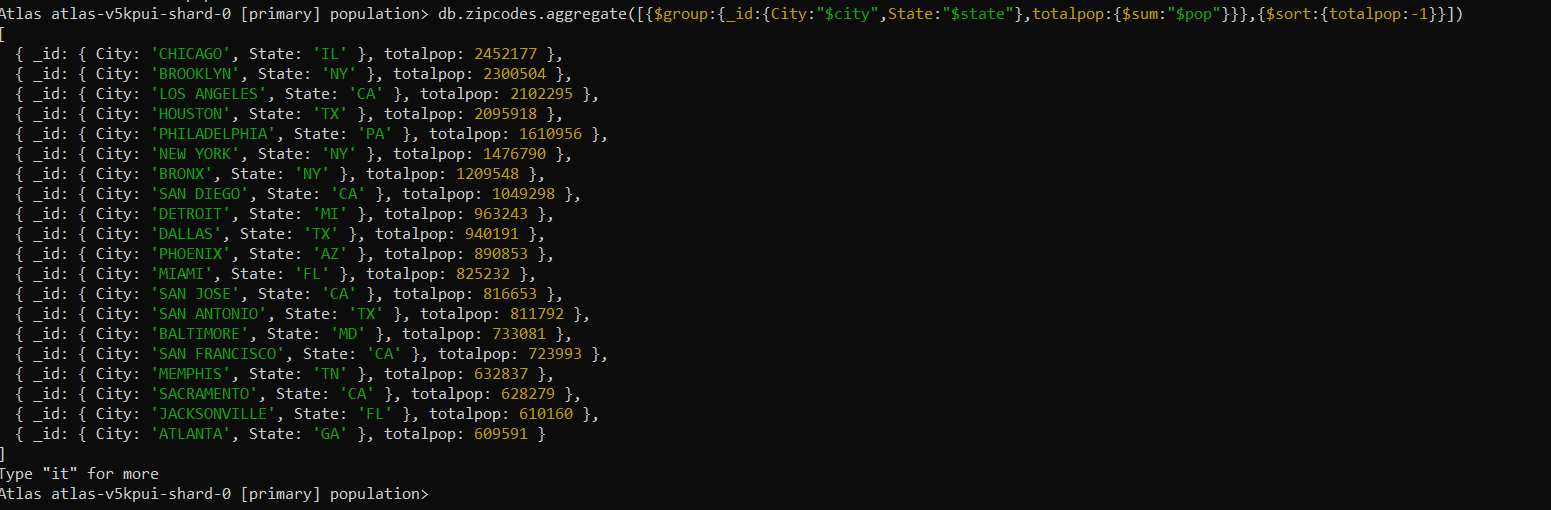 Atlas atlas-v5kpui-shard-0 [primary] population> db.zipcodes.aggregate([{$group:{_id:{City:"$city",State:"$state"},totalpop:{$sum:"$pop"}}},{$sort:{totalpop:-1}}])
[
  { _id: { City: 'CHICAGO', State: 'IL' }, totalpop: 2452177 },
  { _id: { City: 'BROOKLYN', State: 'NY' }, totalpop: 2300504 },
  { _id: { City: 'LOS ANGELES', State: 'CA' }, totalpop: 2102295 },
  { _id: { City: 'HOUSTON', State: 'TX' }, totalpop: 2095918 },
  { _id: { City: 'PHILADELPHIA', State: 'PA' }, totalpop: 1610956 },
  { _id: { City: 'NEW YORK', State: 'NY' }, totalpop: 1476790 },
  { _id: { City: 'BRONX', State: 'NY' }, totalpop: 1209548 },
  { _id: { City: 'SAN DIEGO', State: 'CA' }, totalpop: 1049298 },
  { _id: { City: 'DETROIT', State: 'MI' }, totalpop: 963243 },
  { _id: { City: 'DALLAS', State: 'TX' }, totalpop: 940191 },
  { _id: { City: 'PHOENIX', State: 'AZ' }, totalpop: 890853 },
  { _id: { City: 'MIAMI', State: 'FL' }, totalpop: 825232 },
  { _id: { City: 'SAN JOSE', State: 'CA' }, totalpop: 816653 },
  { _id: { City: 'SAN ANTONIO', State: 'TX' }, totalpop: 811792 },
  { _id: { City: 'BALTIMORE', State: 'MD' }, totalpop: 733081 },
  { _id: { City: 'SAN FRANCISCO', State: 'CA' }, totalpop: 723993 },
  { _id: { City: 'MEMPHIS', State: 'TN' }, totalpop: 632837 },
  { _id: { City: 'SACRAMENTO', State: 'CA' }, totalpop: 628279 },
  { _id: { City: 'JACKSONVILLE', State: 'FL' }, totalpop: 610160 },
  { _id: { City: 'ATLANTA', State: 'GA' }, totalpop: 609591 }
]
Type "it" for more
Atlas atlas-v5kpui-shard-0 [primary] population>